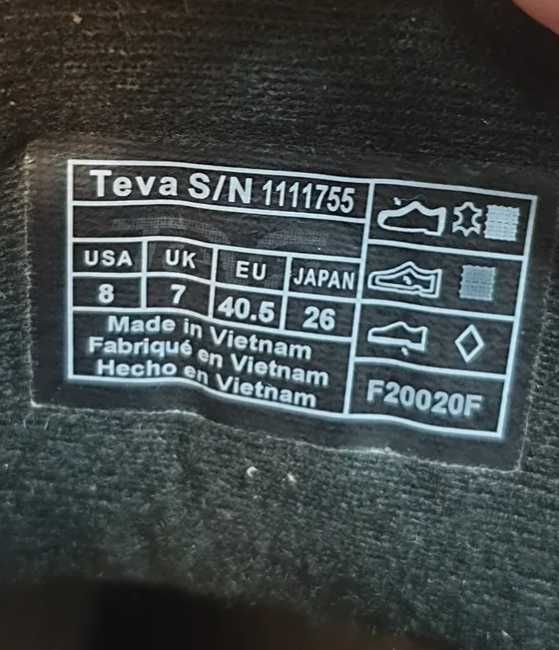 Teva S/N 1111755
USA UK EU JAPAN
8 7 40.5 26
Made in Vietnam
Fabriqué en Vietnam
Hecho en Vietnam
F20020F